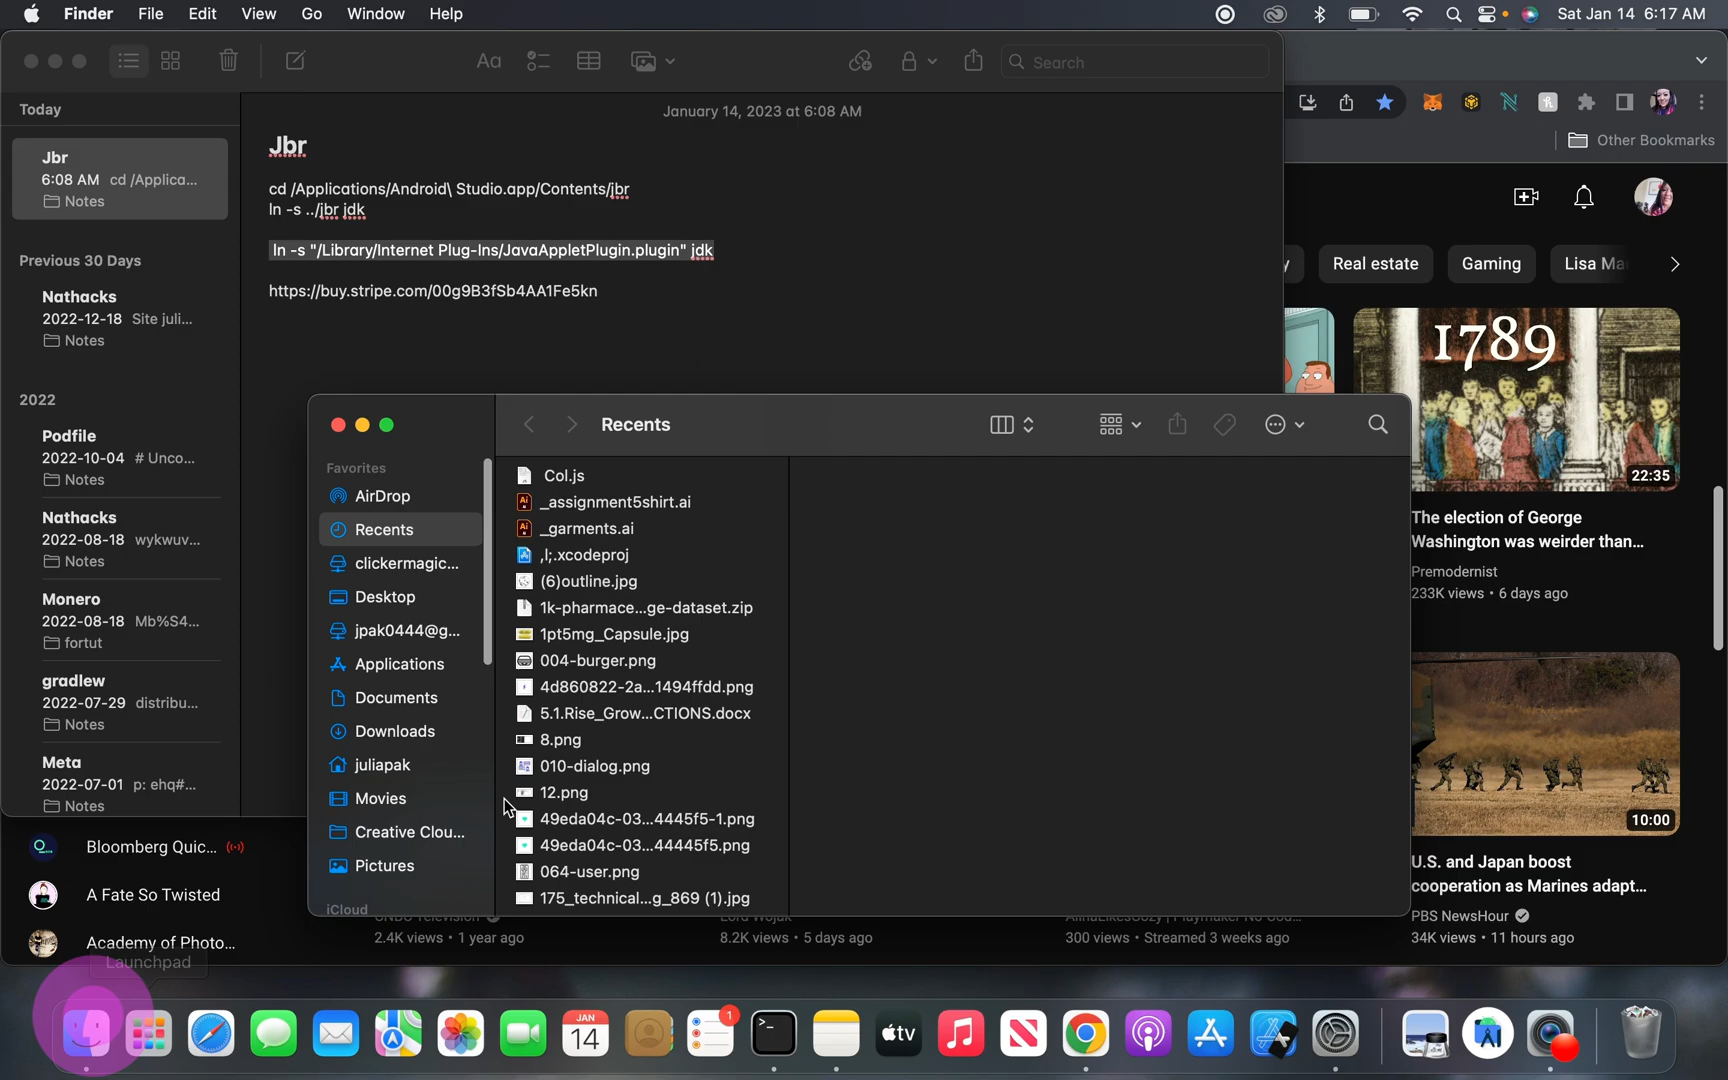 Finder File Edit View Go Window Help
Sat Jan 14 6:17 AM
Search
Today
Jbr
6:08 AM cd /Applica...
Notes
Previous 30 Days
Nathacks
2022-12-18 Site juli...
Notes
2022
Podfile
2022-10-04 # Unco...
Notes
Nathacks
2022-08-18 wykwuv...
Notes
Monero
2022-08-18 Mb%S4...
fortut
gradlew
2022-07-29 distribu...
Notes
Meta
2022-07-01 p: ehq#...
Notes
January 14, 2023 at 6:08 AM
Jbr
cd /Applications/Android\ Studio.app/Contents/jbr
ln -s ../jbr jdk
ln -s "/Library/Internet Plug-Ins/JavaAppletPlugin.plugin" jdk
https://buy.stripe.com/00g9B3fSb4AA1Fe5kn
Other Bookmarks
Real estate
Gaming
Lisa Ma
1789
22:35
The election of George
Washington was weirder than...
Premodernist
233K views • 6 days ago
10:00
U.S. and Japan boost
cooperation as Marines adapt...
PBS NewsHour
34K views • 11 hours ago
Recents
Favorites
AirDrop
Recents
clickermagic...
Desktop
jpak0444@g...
Applications
Documents
Downloads
juliapak
Movies
Creative Clou...
Pictures
iCloud
Col.js
_assignment5shirt.ai
_garments.ai
,l;.xcodeproj
(6)outline.jpg
1k-pharmace...ge-dataset.zip
1pt5mg_Capsule.jpg
004-burger.png
4d860822-2a...1494ffdd.png
5.1.Rise_Grow...CTIONS.docx
8.png
010-dialog.png
12.png
49eda04c-03...4445f5-1.png
49eda04c-03...44445f5.png
064-user.png
175_technical...g_869 (1).jpg
Bloomberg Quic...
A Fate So Twisted
Academy of Photo...
Launchpad
2.4K views • 1 year ago
8.2K views • 5 days ago
300 views • Streamed 3 weeks ago
JAN
14
1
tv